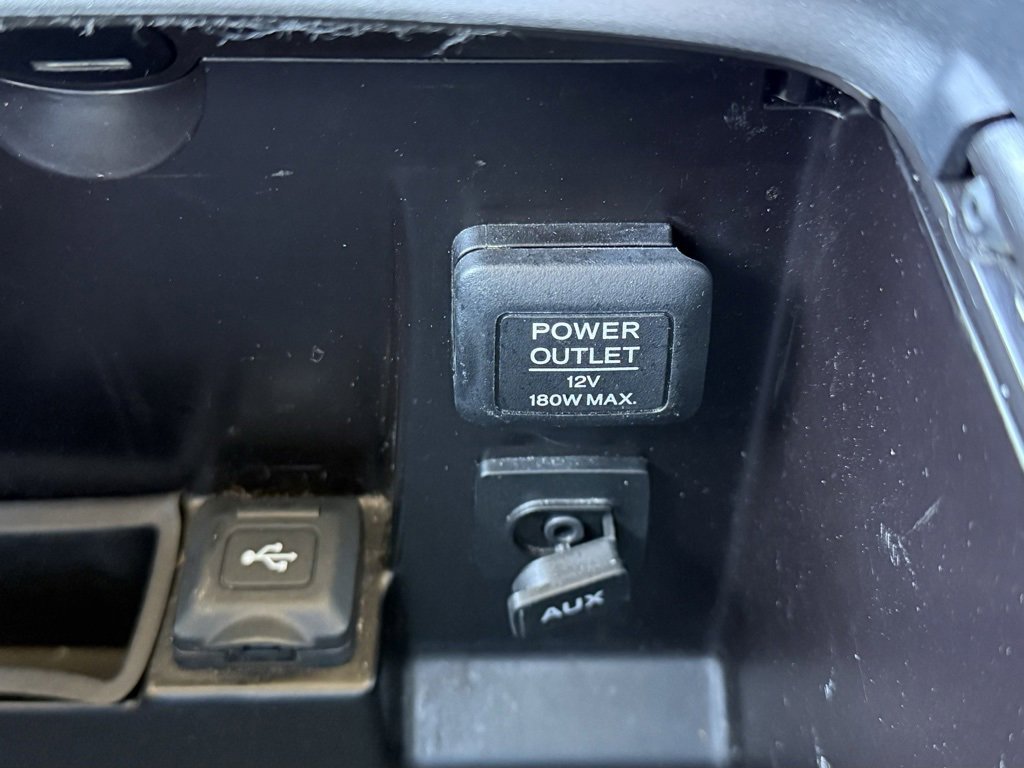 POWER
OUTLET
12V
180W MAX.
AUX